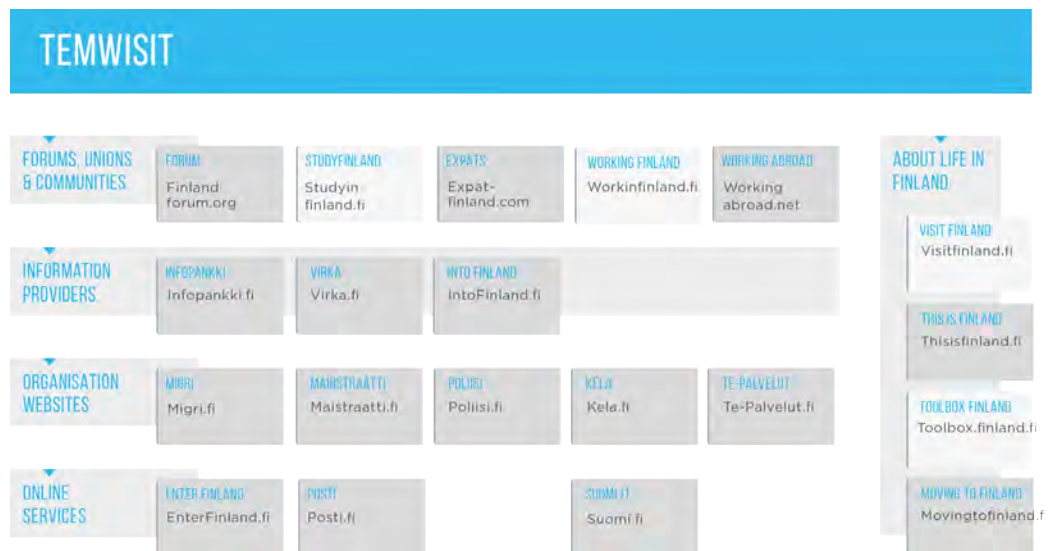 TEMWISIT
FORUMS, UNIONS
& COMMUNITIES
FORUM
Finland
forum.org
STUDYFINLAND
Studyin
finland.fi
EXPATS
Expat-
finland.com
WORKING FINLAND
Workinfinland.fi
WORKING ABROAD
Working
abroad.net
INFORMATION
PROVIDERS
INFOPANKKI
Infopankki.fi
VIRKA
Virka.fi
INTO FINLAND
IntoFinland.fi
ORGANISATION
WEBSITES
MIGRI
Migri.fi
MANISTRAATTI
Maistraatti.fi
POLIISI
Poliisi.fi
KELA
Kela.fi
TE-PALVELUT
Te-Palvelut.fi
ONLINE
SERVICES
ENTER FINLAND
EnterFinland.fi
POSTI
Posti.fi
Suomi.fi
ABOUT LIFE IN
FINLAND
VISIT FINLAND
Visitfinland.fi
THIS IS FINLAND
Thisisfinland.fi
TOOLBOX FINLAND
Toolbox.finland.fi
MOVING TO FINLAND
Movingtofinland.f